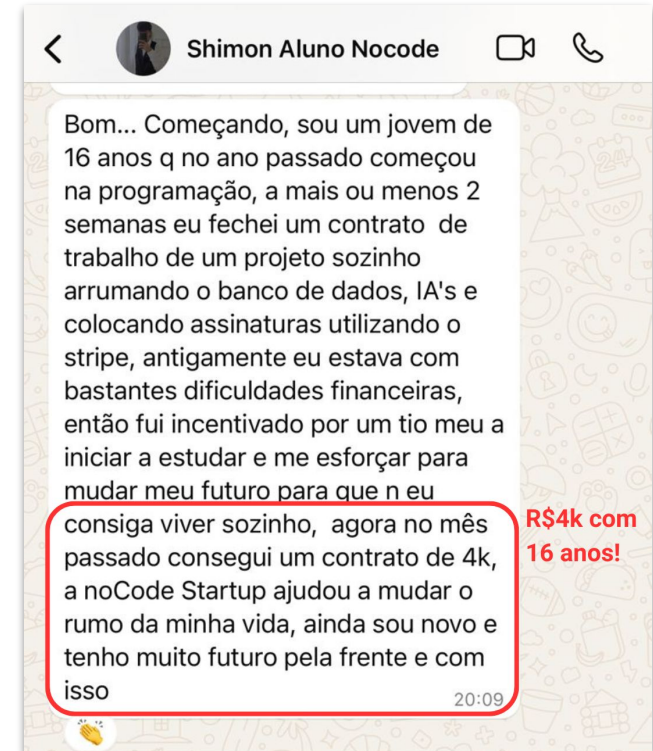 Shimon Aluno Nocode
Bom... Começando, sou um jovem de
16 anos q no ano passado começou
na programação, a mais ou menos 2
semanas eu fechei um contrato  de
trabalho de um projeto sozinho
arrumando o banco de dados, IA's e
colocando assinaturas utilizando o
stripe, antigamente eu estava com
bastantes dificuldades financeiras,
então fui incentivado por um tio meu a
iniciar a estudar e me esforçar para
mudar meu futuro para que n eu
consiga viver sozinho,  agora no mês
passado consegui um contrato de 4k,
a noCode Startup ajudou a mudar o
rumo da minha vida, ainda sou novo e
tenho muito futuro pela frente e com
isso
20:09
R$4k com
16 anos!